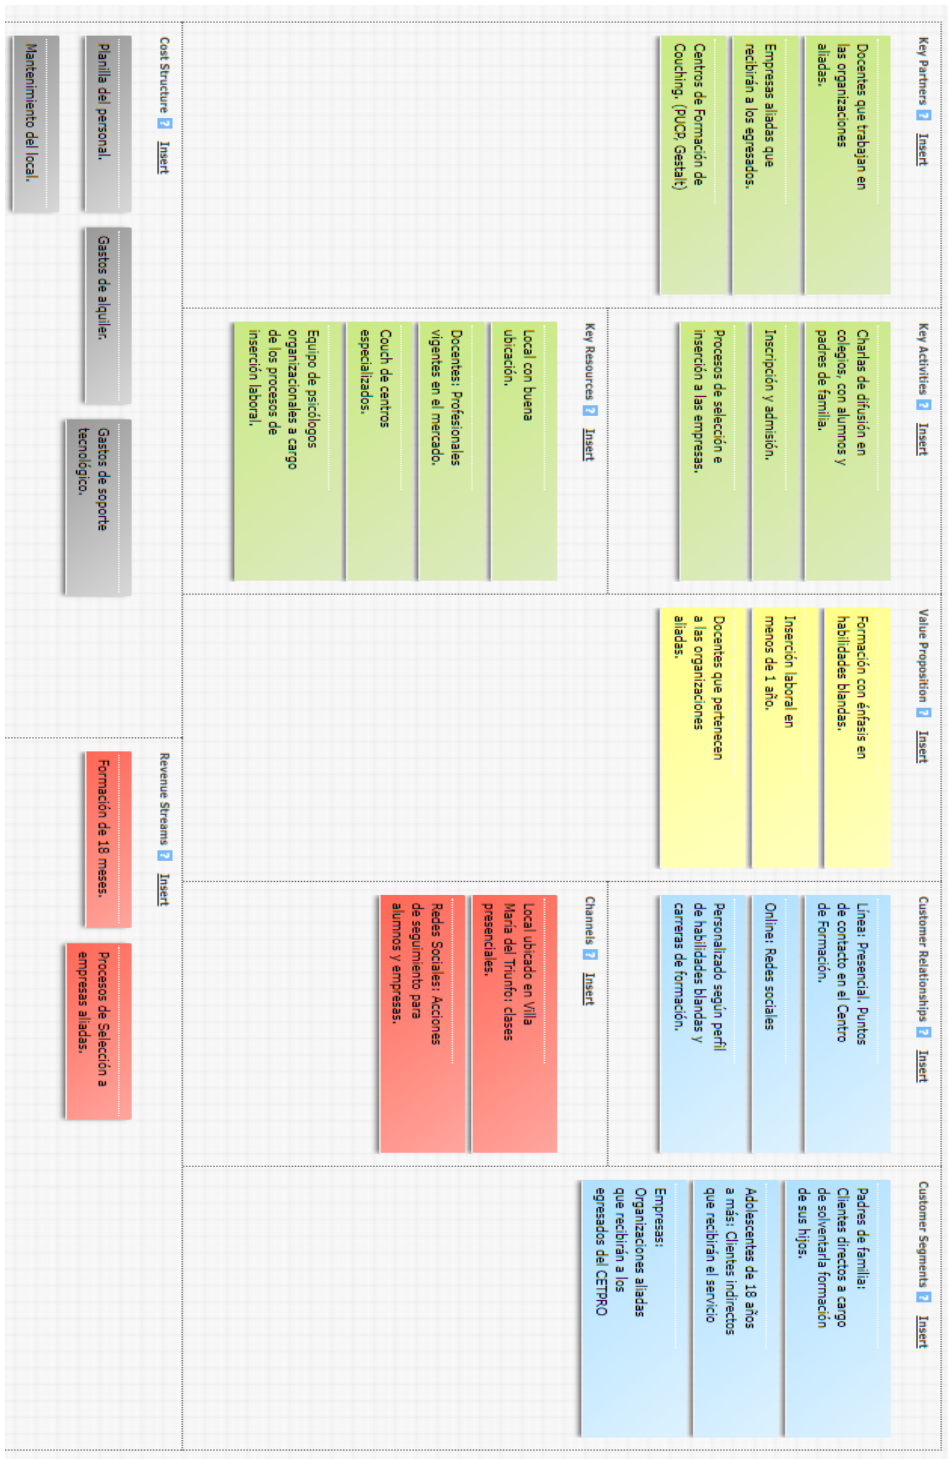 Key Partners ? Insert
Docentes que trabajan en
las organizaciones
aliadas.
Empresas aliadas que
recibirán a los egresados.
Centros de Formación de
Couching. (PUCP, Gestalt)
Key Activities ? Insert
Charlas de difusión en
colegios, con alumnos y
padres de familia.
Inscripción y admisión.
Procesos de selección e
inserción a las empresas.
Key Resources ? Insert
Local con buena
ubicación.
Docentes: Profesionales
vigentes en el mercado.
Couch de centros
especializados.
Equipo de psicólogos
organizacionales a cargo
de los procesos de
inserción laboral.
Value Proposition ? Insert
Formación con énfasis en
habilidades blandas.
Inserción laboral en
menos de 1 año.
Docentes que pertenecen
a las organizaciones
aliadas.
Customer Relationships ? Insert
Línea: Presencial. Puntos
de contacto en el Centro
de Formación.
Online: Redes sociales
Personalizado según perfil
de habilidades blandas y
carreras de formación.
Channels ? Insert
Local ubicado en Villa
María del Triunfo: clases
presenciales.
Redes Sociales: Acciones
de seguimiento para
alumnos y empresas.
Customer Segments ? Insert
Padres de familia:
Clientes directos a cargo
de solventarla formación
de sus hijos.
Adolescentes de 18 años
a más: Clientes indirectos
que recibirán el servicio
Empresas:
Organizaciones aliadas
que recibirán a los
egresados del CETPRO
Cost Structure ? Insert
Planilla del personal.
Gastos de alquiler.
Gastos de soporte
tecnológico.
Mantenimiento del local.
Revenue Streams ? Insert
Formación de 18 meses.
Procesos de Selección a
empresas aliadas.